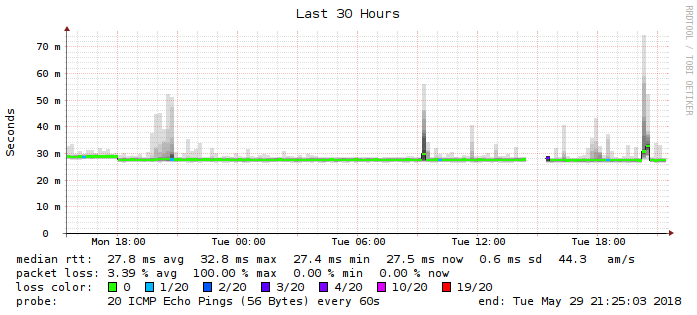 Last 30 Hours
RRDTOOL / TOBI OETIKER
Seconds
70 m
60 m
50 m
40 m
30 m
20 m
10 m
0
Mon 18:00 Tue 00:00 Tue 06:00 Tue 12:00 Tue 18:00
median rtt: 27.8 ms avg 32.8 ms max 27.4 ms min 27.5 ms now 0.6 ms sd 44.3 am/s
packet loss: 3.39 % avg 100.00 % max 0.00 % min 0.00 % now
loss color: 0 1/20 2/20 3/20 4/20 10/20 19/20
probe: 20 ICMP Echo Pings (56 Bytes) every 60s end: Tue May 29 21:25:03 2018